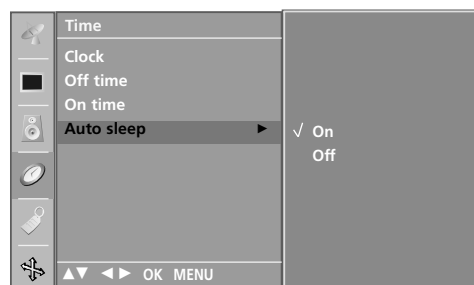 Time
Clock
Off time
On time
Auto sleep ►
√ On
Off
▲▼ ◄► OK MENU